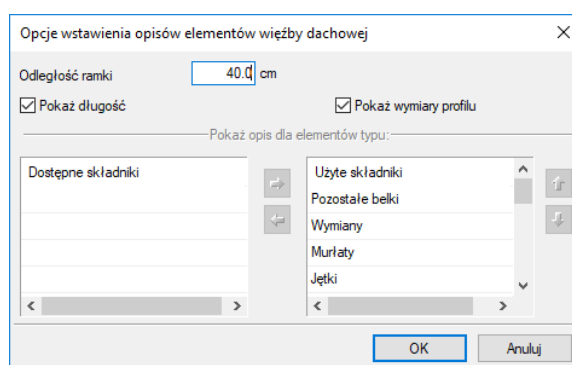 Opcje wstawienia opisów elementów więźby dachowej
Odległość ramki 40.0 cm
Pokaż długość Pokaż wymiary profilu
Pokaż opis dla elementów typu:
Dostępne składniki
Użyte składniki
Pozostałe belki
Wymiany
Murłaty
Jętki
OK Anuluj